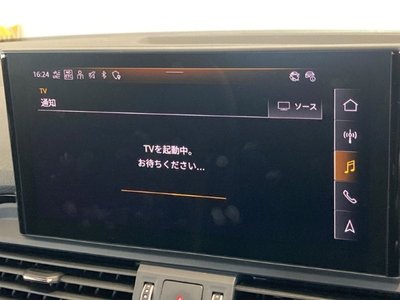 16:24
TV
通知
ソース
TVを起動中。
お待ちください...